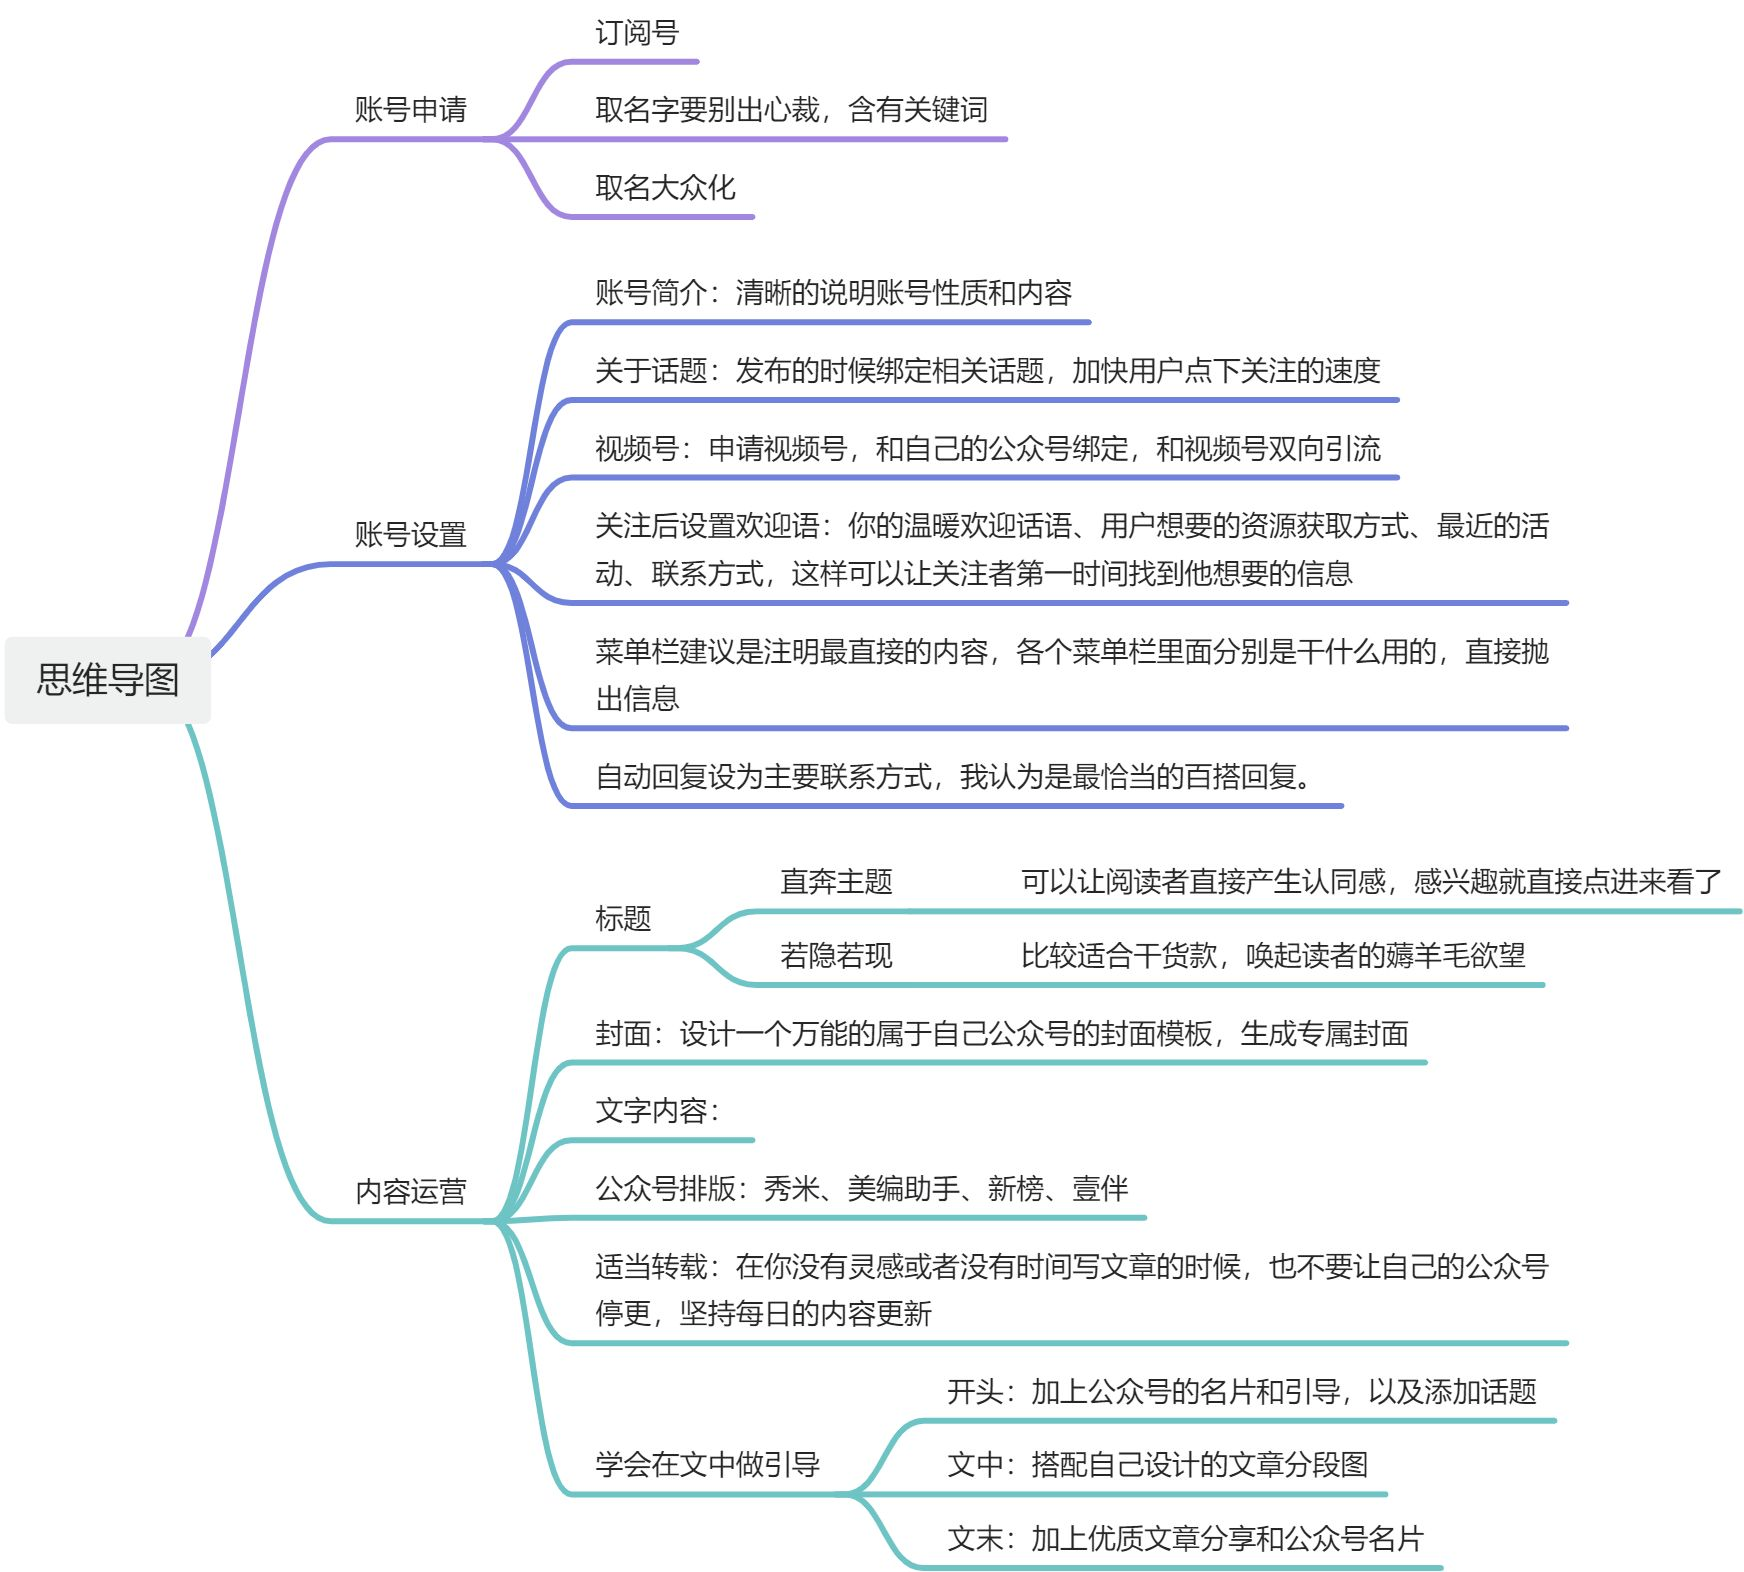 思维导图
账号申请
订阅号
取名字要别出心裁，含有关键词
取名大众化
账号设置
账号简介：清晰的说明账号性质和内容
关于话题：发布的时候绑定相关话题，加快用户点下关注的速度
视频号：申请视频号，和自己的公众号绑定，和视频号双向引流
关注后设置欢迎语：你的温暖欢迎话语、用户想要的资源获取方式、最近的活
动、联系方式，这样可以让关注者第一时间找到他想要的信息
菜单栏建议是注明最直接的内容，各个菜单栏里面分别是干什么用的，直接抛
出信息
自动回复设为主要联系方式，我认为是最恰当的百搭回复。
内容运营
标题
直奔主题
可以让阅读者直接产生认同感，感兴趣就直接点进来看了
若隐若现
比较适合干货款，唤起读者的薅羊毛欲望
封面：设计一个万能的属于自己公众号的封面模板，生成专属封面
文字内容：
公众号排版：秀米、美编助手、新榜、壹伴
适当转载：在你没有灵感或者没有时间写文章的时候，也不要让自己的公众号
停更，坚持每日的内容更新
学会在文中做引导
开头：加上公众号的名片和引导，以及添加话题
文中：搭配自己设计的文章分段图
文末：加上优质文章分享和公众号名片